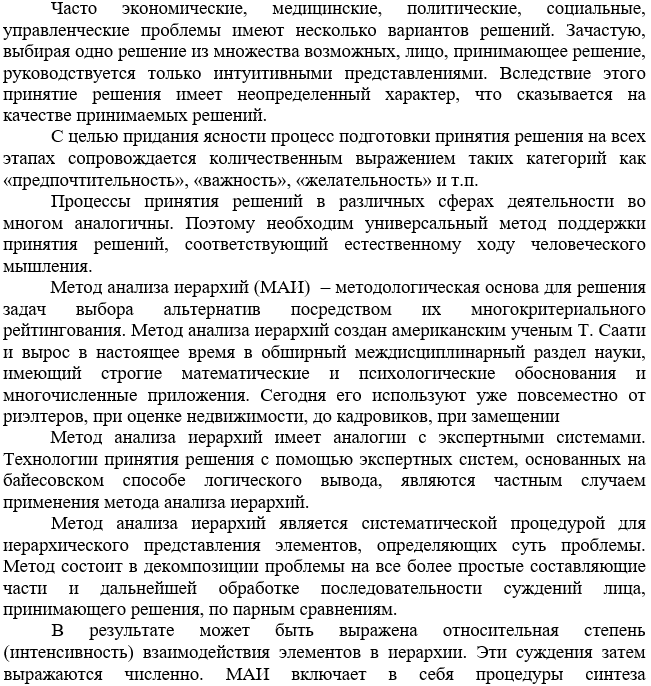 Часто экономические, медицинские, политические, социальные,
управленческие проблемы имеют несколько вариантов решений. Зачастую,
выбирая одно решение из множества возможных, лицо, принимающее решение,
руководствуется только интуитивными представлениями. Вследствие этого
принятие решения имеет неопределенный характер, что сказывается на
качестве принимаемых решений.
С целью придания ясности процесс подготовки принятия решения на всех
этапах сопровождается количественным выражением таких категорий как
«предпочтительность», «важность», «желательность» и т.п.
Процессы принятия решений в различных сферах деятельности во
многом аналогичны. Поэтому необходим универсальный метод поддержки
принятия решений, соответствующий естественному ходу человеческого
мышления.
Метод анализа иерархий (МАИ) – методологическая основа для решения
задач выбора альтернатив посредством их многокритериального
рейтингования. Метод анализа иерархий создан американским ученым Т. Саати
и вырос в настоящее время в обширный междисциплинарный раздел науки,
имеющий строгие математические и психологические обоснования и
многочисленные приложения. Сегодня его используют уже повсеместно от
риэлтеров, при оценке недвижимости, до кадровиков, при замещении
Метод анализа иерархий имеет аналогии с экспертными системами.
Технологии принятия решения с помощью экспертных систем, основанных на
байесовском способе логического вывода, являются частным случаем
применения метода анализа иерархий.
Метод анализа иерархий является систематической процедурой для
иерархического представления элементов, определяющих суть проблемы.
Метод состоит в декомпозиции проблемы на все более простые составляющие
части и дальнейшей обработке последовательности суждений лица,
принимающего решения, по парным сравнениям.
В результате может быть выражена относительная степень
(интенсивность) взаимодействия элементов в иерархии. Эти суждения затем
выражаются численно. МАИ включает в себя процедуры синтеза